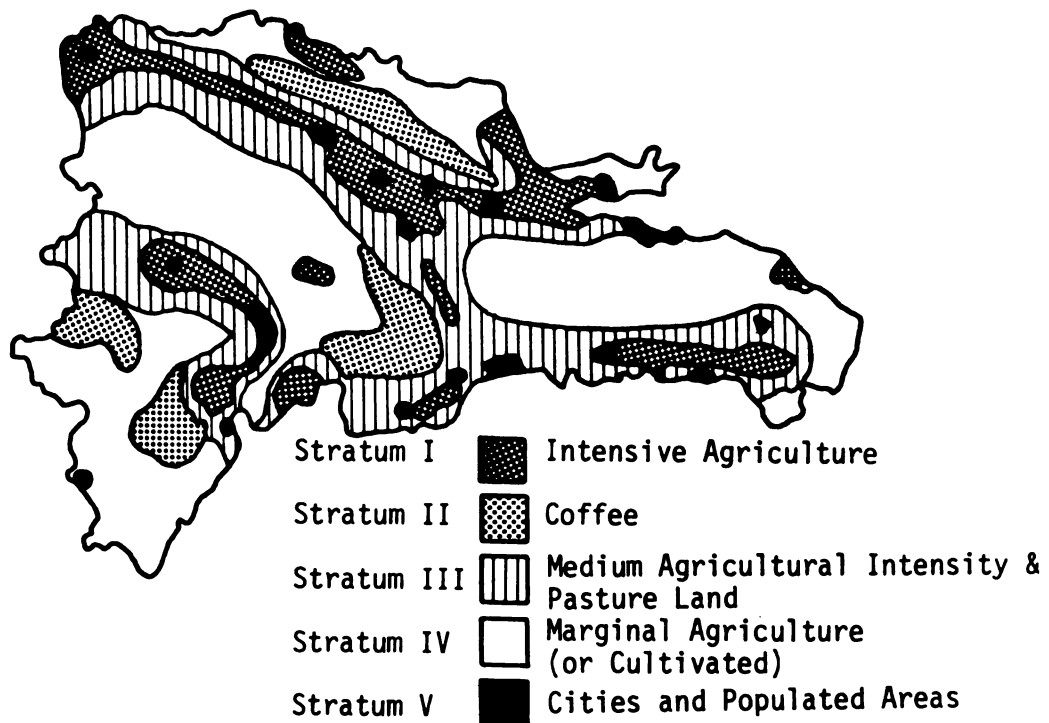 Stratum I Intensive Agriculture
Stratum II Coffee
Stratum III Medium Agricultural Intensity &
Pasture Land
Stratum IV Marginal Agriculture
(or Cultivated)
Stratum V Cities and Populated Areas